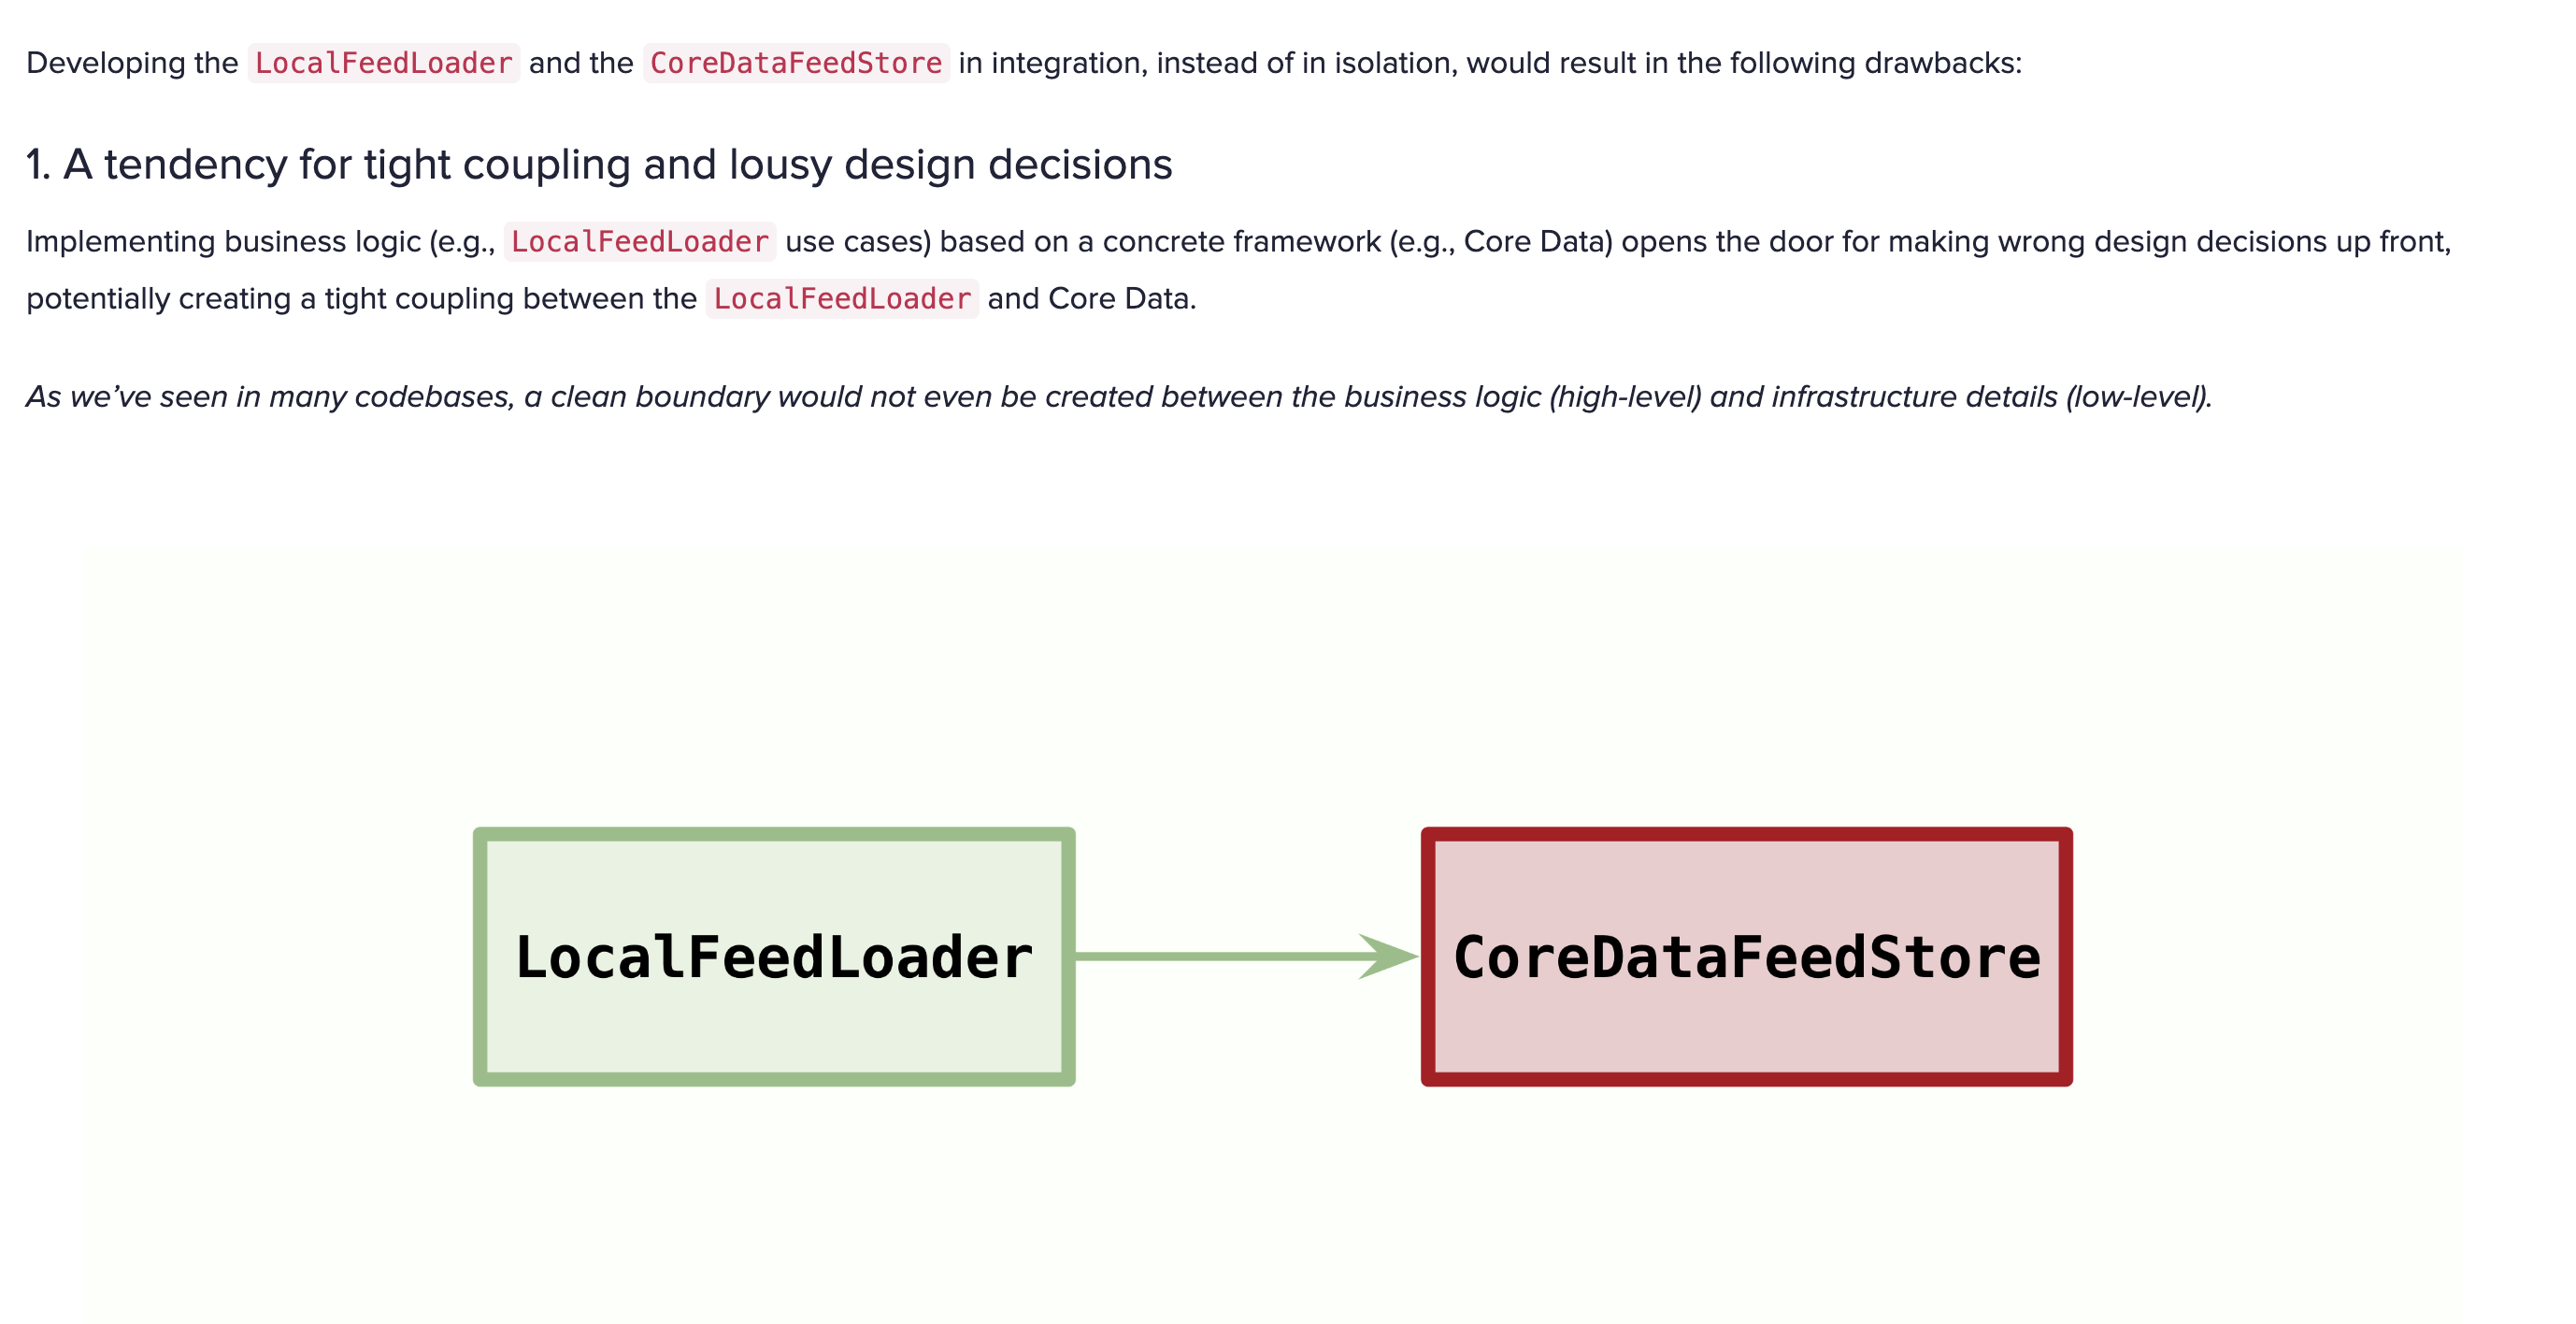 Developing the LocalFeedLoader and the CoreDataFeedStore in integration, instead of in isolation, would result in the following drawbacks:
1. A tendency for tight coupling and lousy design decisions
Implementing business logic (e.g., LocalFeedLoader use cases) based on a concrete framework (e.g., Core Data) opens the door for making wrong design decisions up front,
potentially creating a tight coupling between the LocalFeedLoader and Core Data.
As we’ve seen in many codebases, a clean boundary would not even be created between the business logic (high-level) and infrastructure details (low-level).
LocalFeedLoader
CoreDataFeedStore